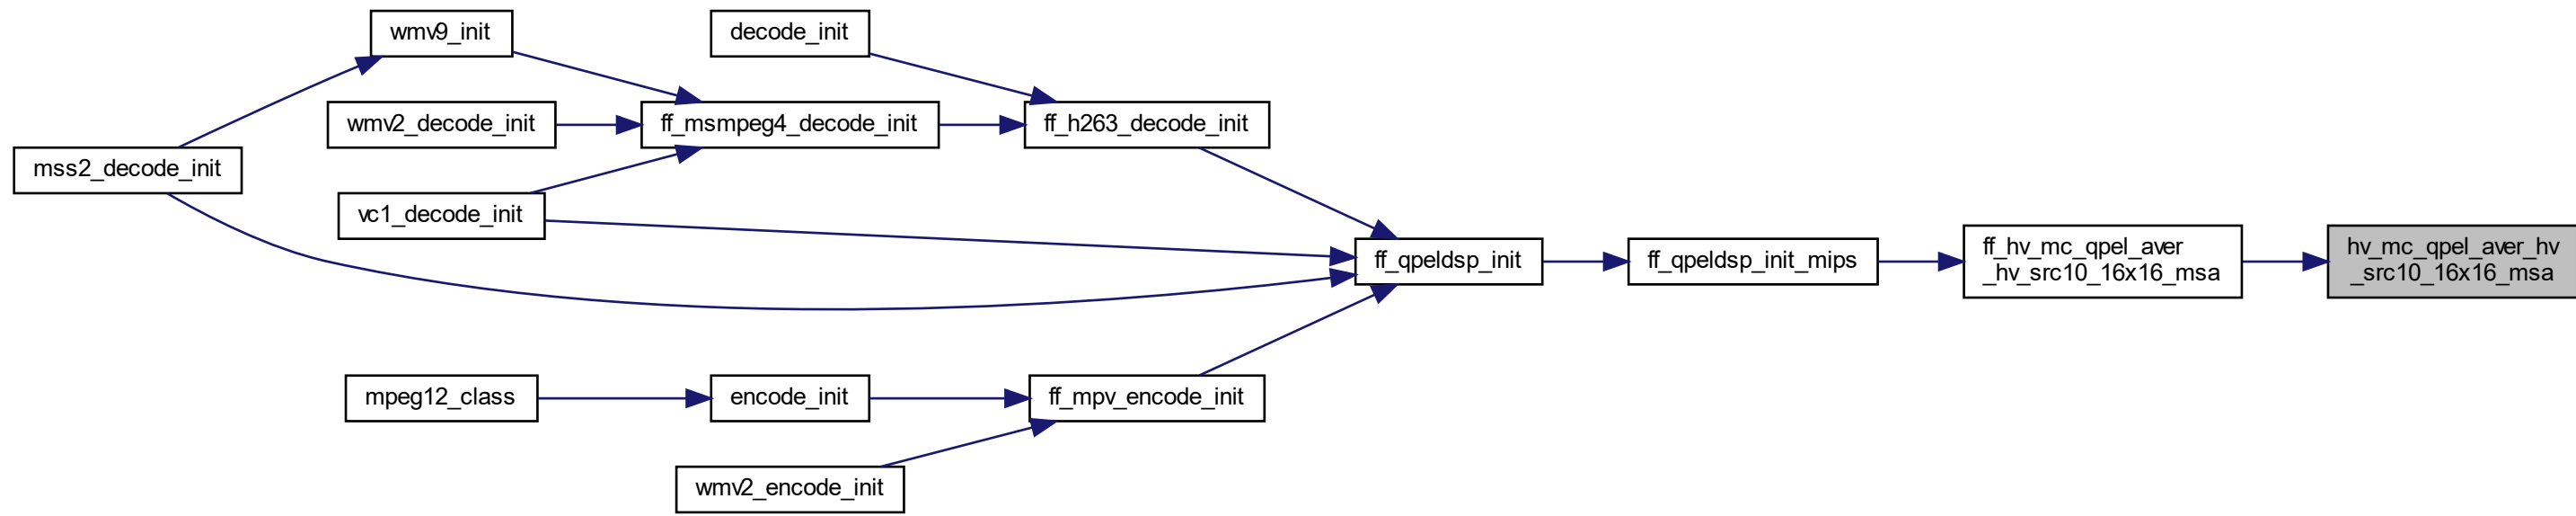 wmv9_init
decode_init
wmv2_decode_init
ff_msmpeg4_decode_init
ff_h263_decode_init
mss2_decode_init
vc1_decode_init
ff_qpeldsp_init
ff_qpeldsp_init_mips
ff_hv_mc_qpel_aver
_hv_src10_16x16_msa
hv_mc_qpel_aver_hv
_src10_16x16_msa
mpeg12_class
encode_init
ff_mpv_encode_init
wmv2_encode_init